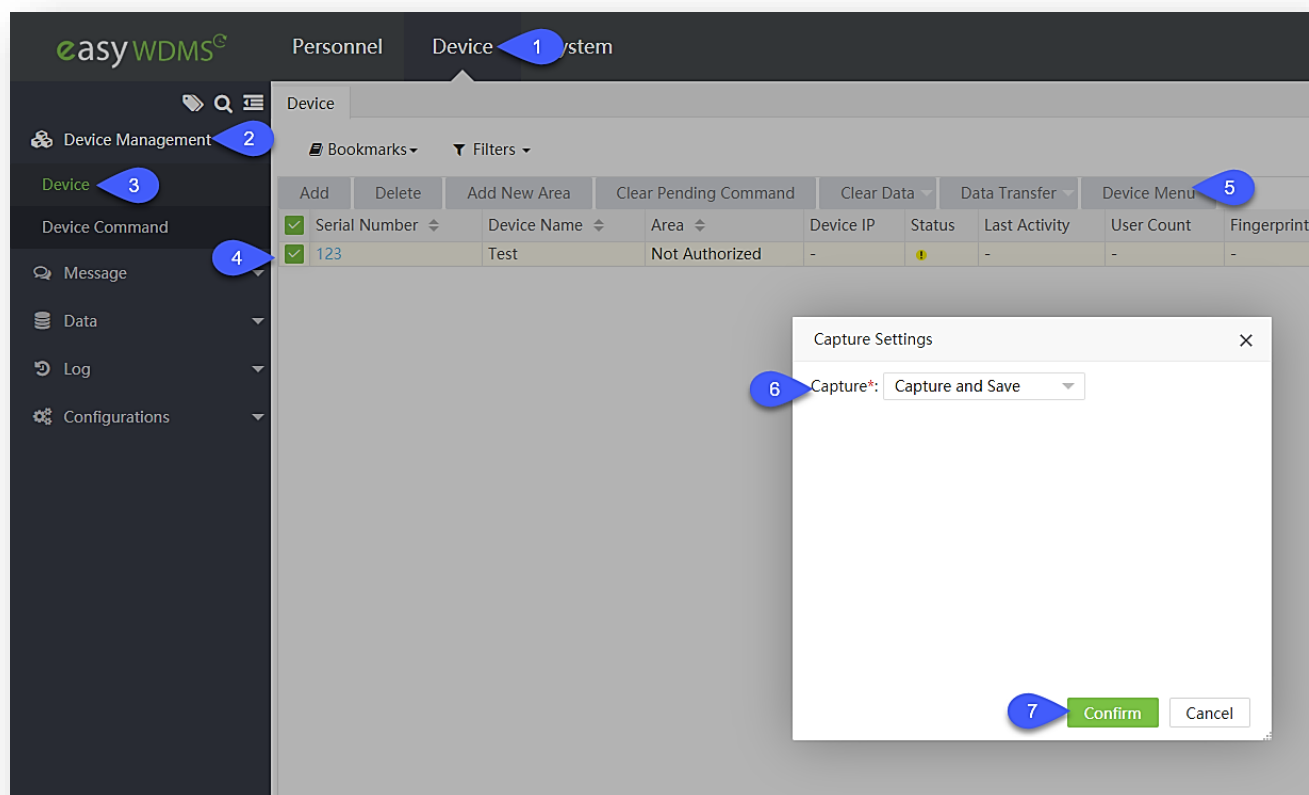 easy WDMS
Personnel Device 1 ystem
Device
Device Management 2
Bookmarks Filters
Device 3
Add Delete Add New Area Clear Pending Command Clear Data Data Transfer Device Menu 5
Serial Number Device Name Area Device IP Status Last Activity User Count Fingerprint
Device Command
4 123 Test Not Authorized - - - -
Message
Data
Capture Settings
Log
6 Capture*: Capture and Save
Configurations
7 Confirm Cancel